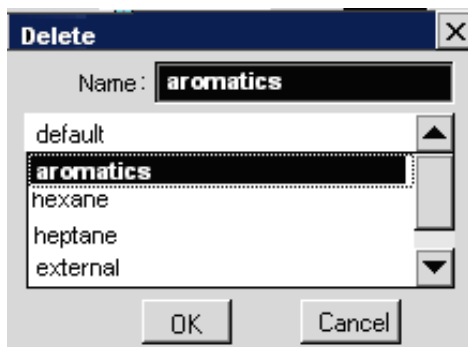 Delete
Name: aromatics
default
aromatics
hexane
heptane
external
OK Cancel